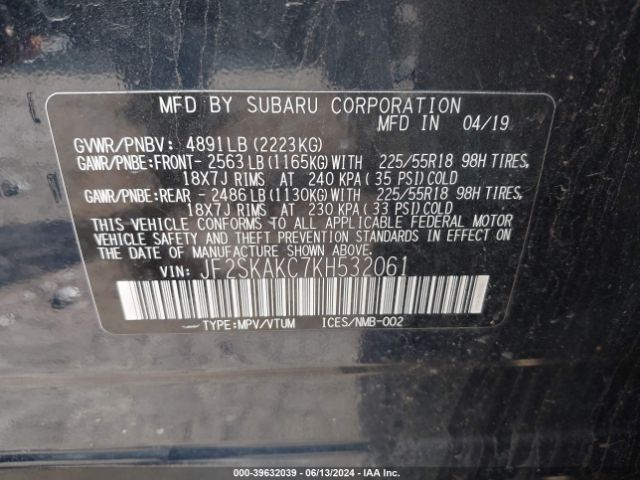 MFD BY SUBARU CORPORATION
MFD IN 04/19
GVWR/PNBV: 4891LB(2223KG)
GAWR/PNBE:FRONT- 2563LB(1165KG)WITH 225/55R18 98H TIRES,
18X7J RIMS AT 240 KPA(35 PSI)COLD
GAWR/PNBE:REAR - 2486LB(1130KG)WITH 225/55R18 98H TIRES,
18X7J RIMS AT 230 KPA(33 PSI)COLD
THIS VEHICLE CONFORMS TO ALL APPLICABLE FEDERAL MOTOR
VEHICLE SAFETY AND THEFT PREVENTION STANDARDS IN EFFECT ON
THE DATE OF MANUFACTURE SHOWN ABOVE.
VIN: JF2SKAKC7KH532061
TYPE:MPV/VTUM ICES/NMB-002
000-39632039 - 06/13/2024 - IAA Inc.